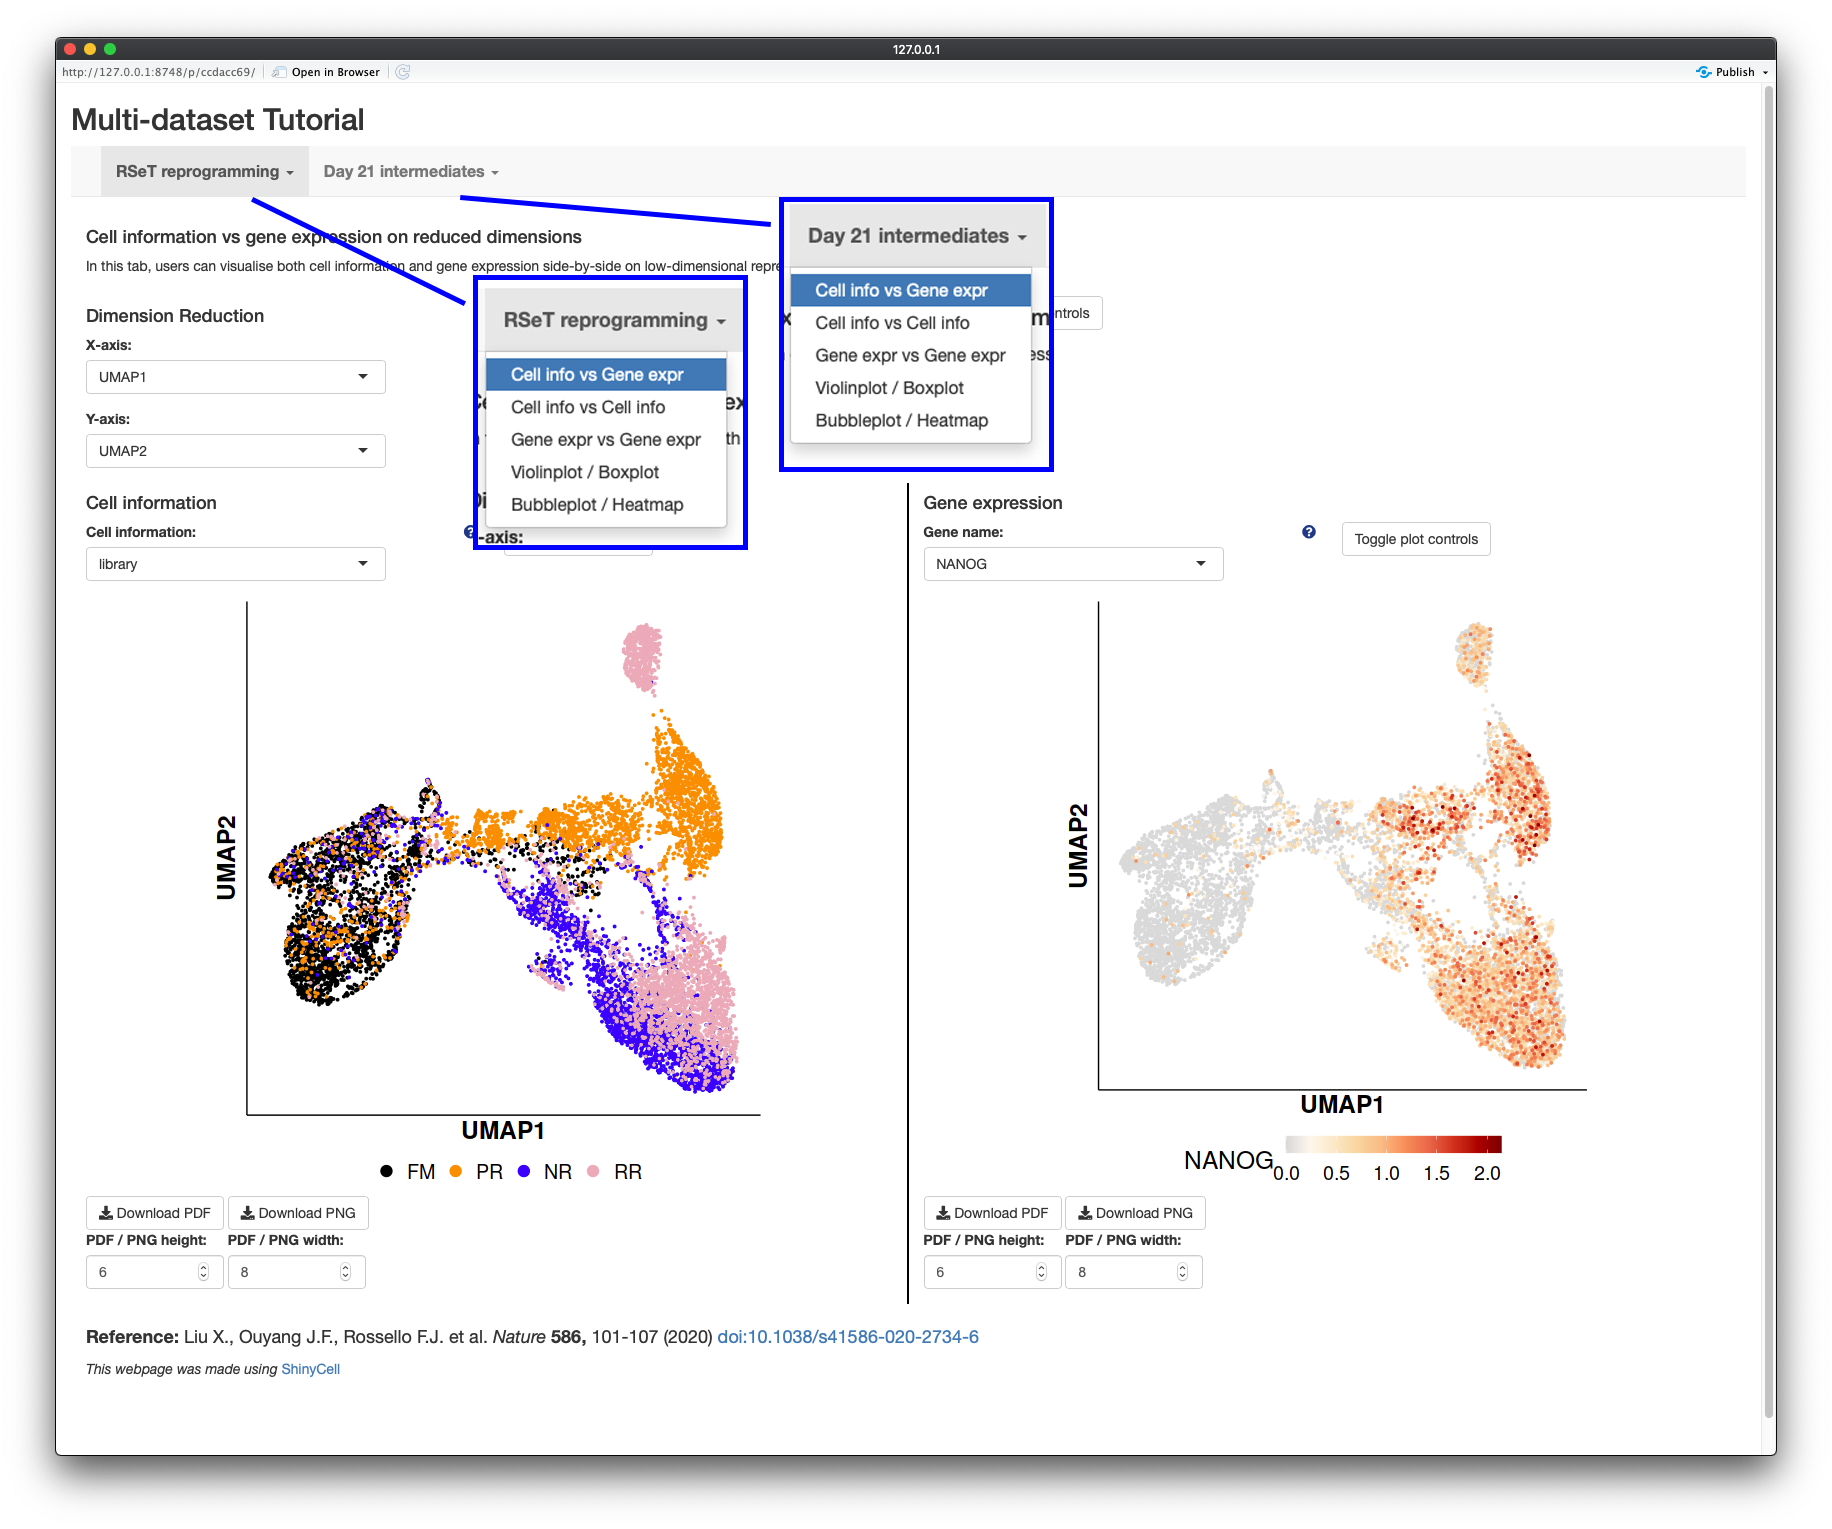 127.0.0.1
http://127.0.0.1:8748/p/ccdacc69/ Open in Browser Publish
Multi-dataset Tutorial
RSeT reprogramming Day 21 intermediates
Cell information vs gene expression on reduced dimensions
In this tab, users can visualise both cell information and gene expression side-by-side on low-dimensional repre
Day 21 intermediates
Cell info vs Gene expr
Cell info vs Cell info
Gene expr vs Gene expr
Violinplot / Boxplot
Bubbleplot / Heatmap
ntrols
ess
RSeT reprogramming
Cell info vs Gene expr
Cell info vs Cell info
Gene expr vs Gene expr
Violinplot / Boxplot
Bubbleplot / Heatmap
ex
th
-axis:
Dimension Reduction
X-axis:
UMAP1
Y-axis:
UMAP2
Cell information
Cell information:
library
UMAP2
UMAP1
FM PR NR RR
Download PDF Download PNG
PDF / PNG height: PDF / PNG width:
6 8
Gene expression
Gene name:
Toggle plot controls
NANOG
UMAP2
UMAP1
NANOG
0.0 0.5 1.0 1.5 2.0
Download PDF Download PNG
PDF / PNG height: PDF / PNG width:
6 8
Reference: Liu X., Ouyang J.F., Rossello F.J. et al. Nature 586, 101-107 (2020) doi:10.1038/s41586-020-2734-6
This webpage was made using ShinyCell